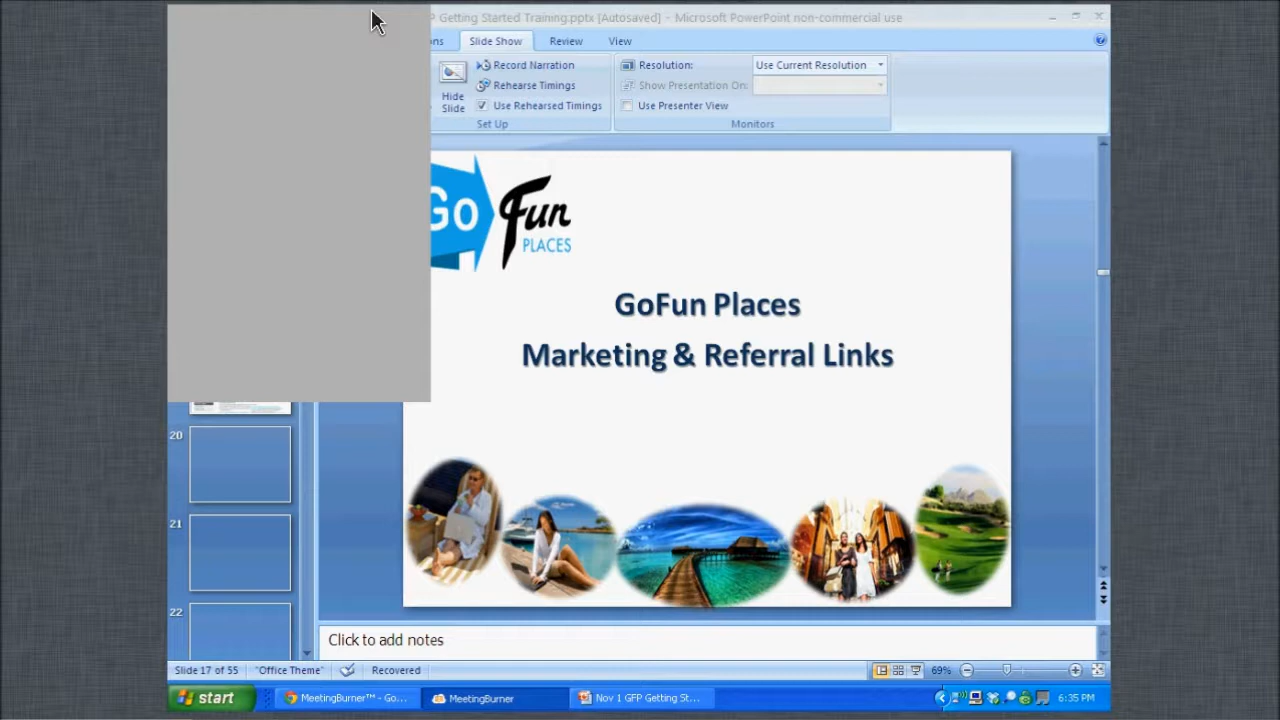 P Getting Started Training.pptx [Autosaved] - Microsoft PowerPoint non-commercial use
ons Slide Show Review View
Record Narration Resolution: Use Current Resolution
Hide Slide Rehearse Timings Show Presentation On:
Use Rehearsed Timings Use Presenter View
Set Up Monitors
Go Fun
PLACES
GoFun Places
Marketing & Referral Links
20
21
22
Click to add notes
Slide 17 of 55 "Office Theme" Recovered 69%
start MeetingBurner™ - Go... MeetingBurner Nov 1 GFP Getting St... 6:35 PM